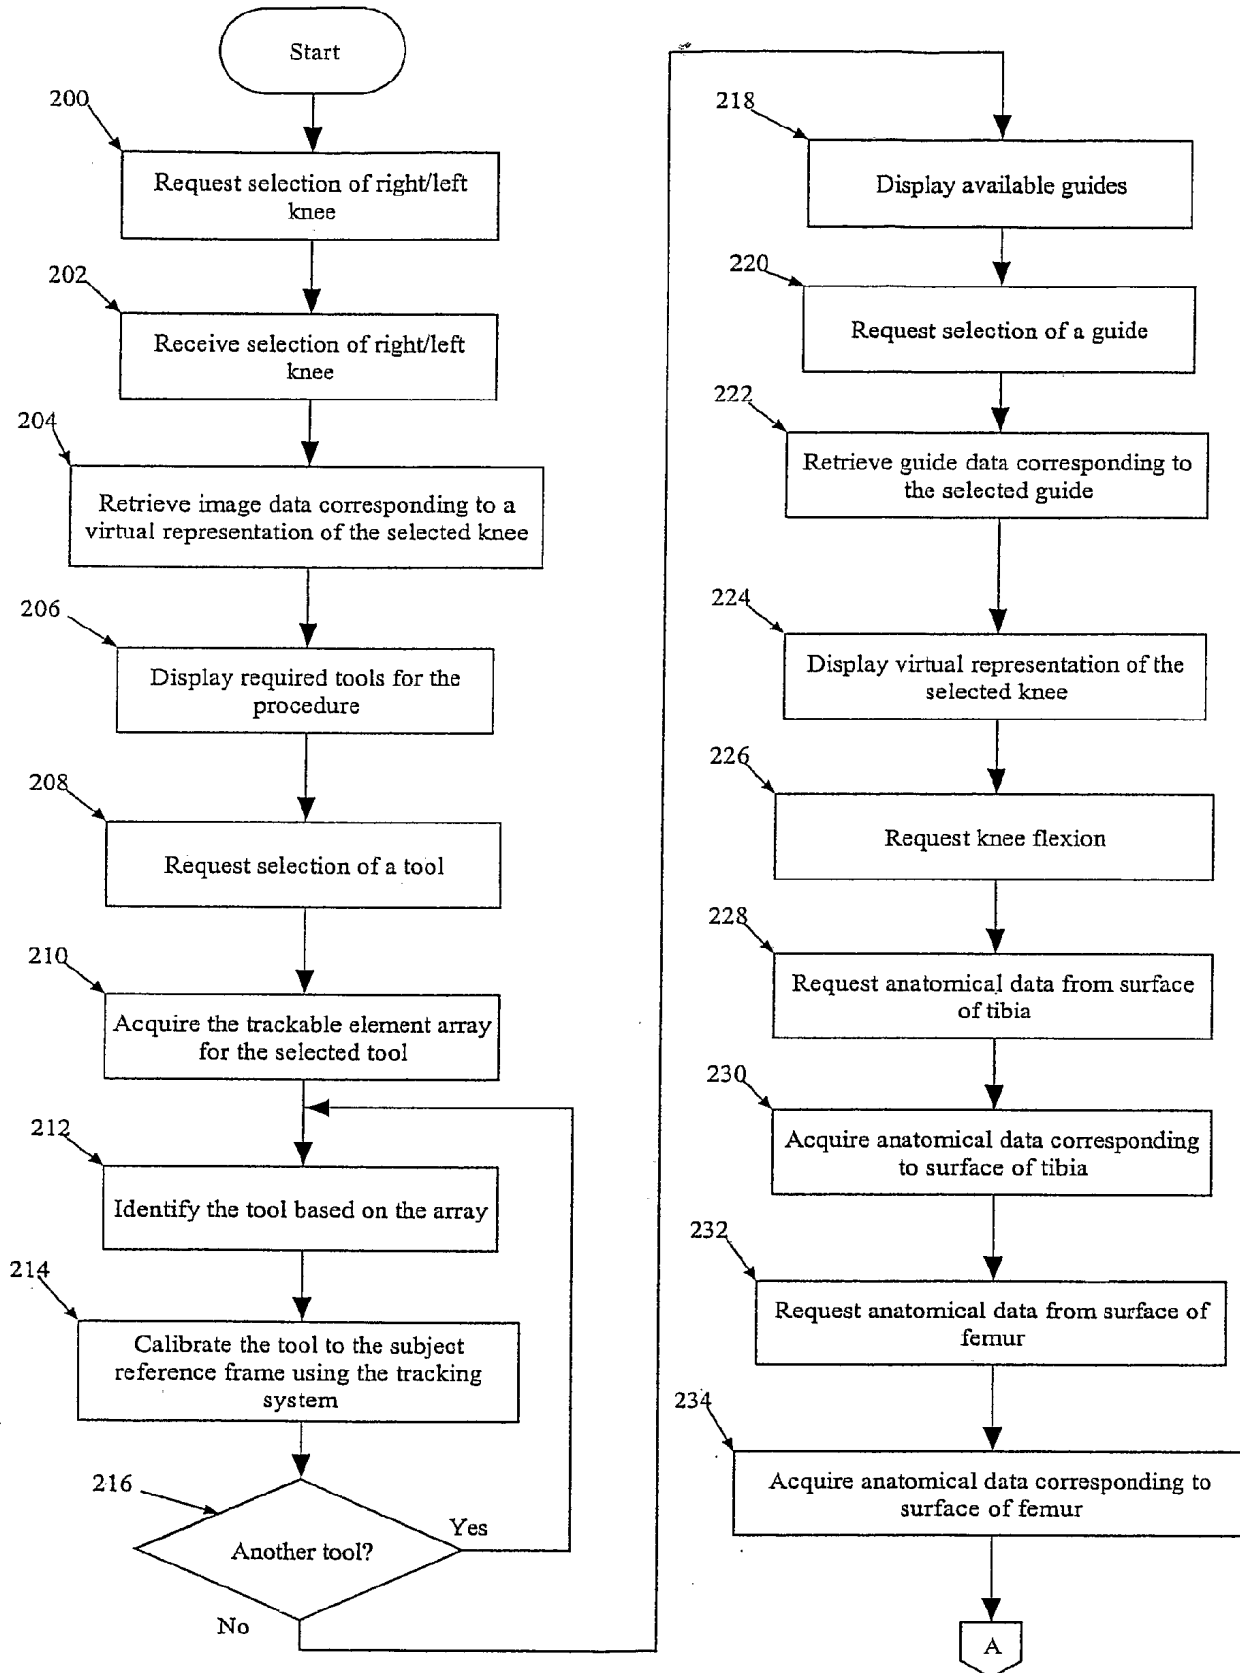 Start
200
Request selection of right/left
knee
202
Receive selection of right/left
knee
204
Retrieve image data corresponding to a
virtual representation of the selected knee
206
Display required tools for the
procedure
208
Request selection of a tool
210
Acquire the trackable element array
for the selected tool
212
Identify the tool based on the array
214
Calibrate the tool to the subject
reference frame using the tracking
system
216
Another tool?
Yes
No
218
Display available guides
220
Request selection of a guide
222
Retrieve guide data corresponding to
the selected guide
224
Display virtual representation of the
selected knee
226
Request knee flexion
228
Request anatomical data from surface
of tibia
230
Acquire anatomical data corresponding
to surface of tibia
232
Request anatomical data from surface of
femur
234
Acquire anatomical data corresponding to
surface of femur
A